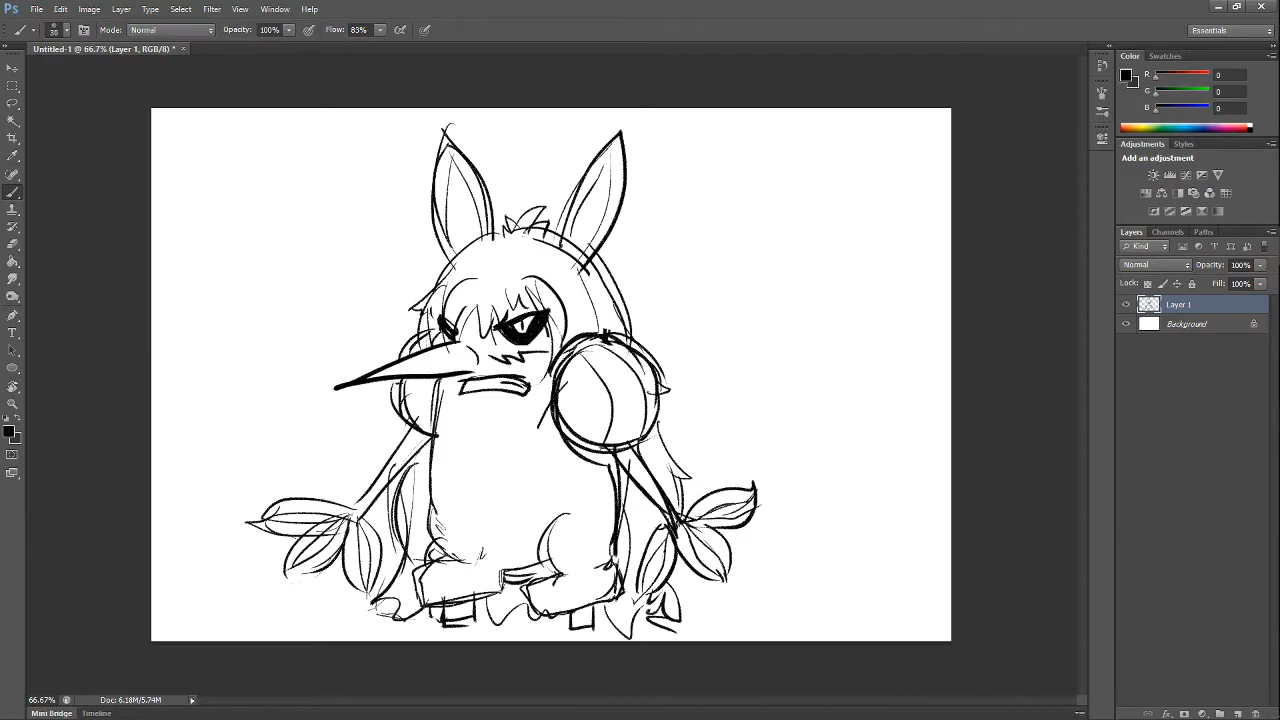 Ps File Edit Image Layer Type Select Filter View Window Help
30 Mode: Normal Opacity: 100% Flow: 83% Essentials
Untitled-1 @ 66.7% (Layer 1, RGB/8) * ×
Color Swatches
R 0
G 0
B 0
Adjustments Styles
Add an adjustment
Layers Channels Paths
Kind
Normal Opacity: 100%
Lock: Fill: 100%
Layer 1
Background
66.67% Doc: 6.18M/5.74M
Mini Bridge Timeline